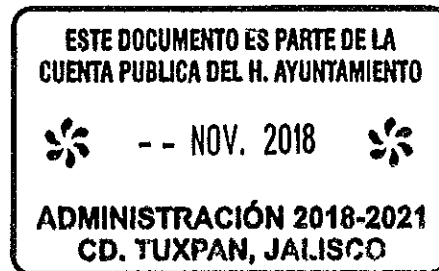 ESTE DOCUMENTO ES PARTE DE LA
CUENTA PUBLICA DEL H. AYUNTAMIENTO
-- NOV. 2018
ADMINISTRACIÓN 2018-2021
CD. TUXPAN, JALISCO